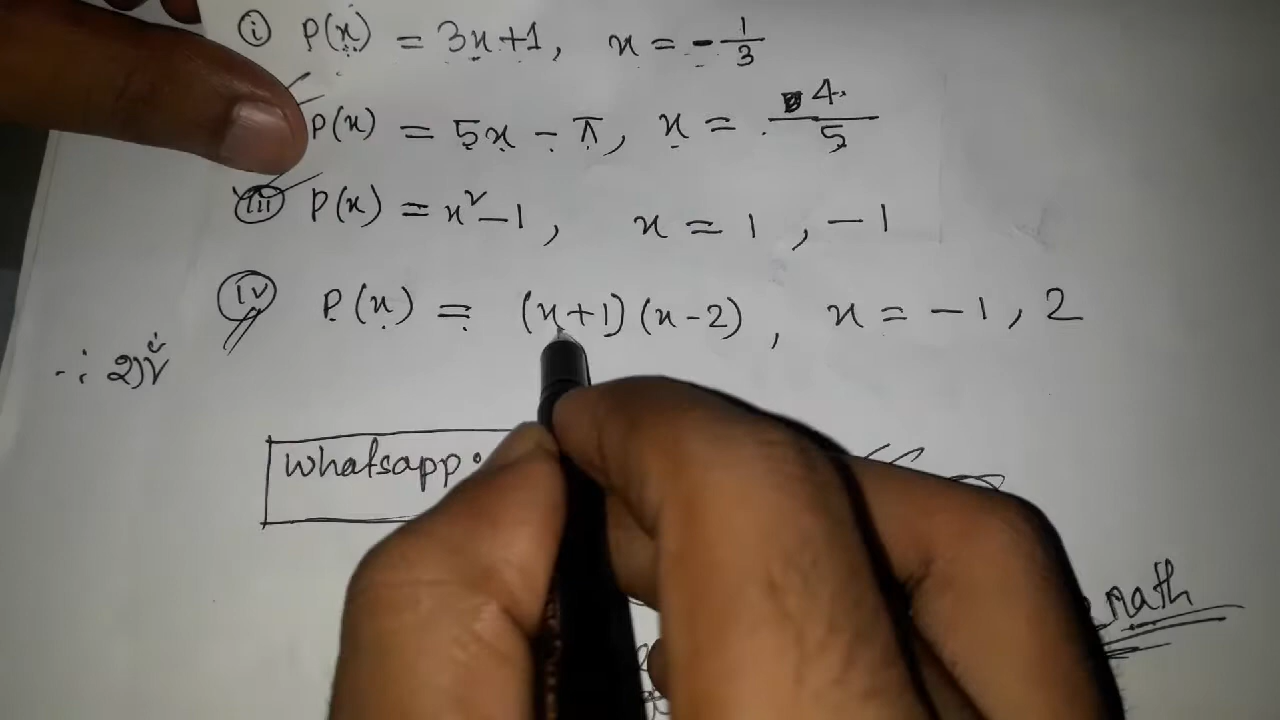 (i) P(x) = 3x+1, x = -1/3
P(x) = 5x - π, x = 4/5
(iii) P(x) = x²-1, x = 1, -1
(iv) P(x) = (x+1)(x-2), x = -1, 2
whatsapp:
math